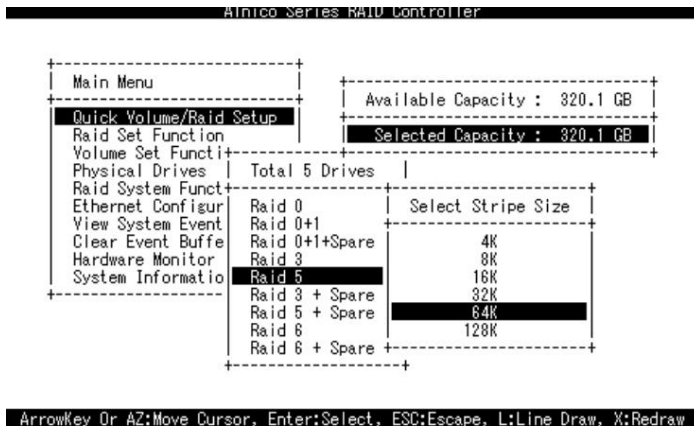 Alnico Series RAID Controller
Main Menu
Quick Volume/Raid Setup
Raid Set Function
Volume Set Functi
Physical Drives
Raid System Funct
Ethernet Configur
View System Event
Clear Event Buffe
Hardware Monitor
System Informatio
Available Capacity : 320.1 GB
Selected Capacity : 320.1 GB
Total 5 Drives
Raid 0
Raid 0+1
Raid 0+1+Spare
Raid 3
Raid 5
Raid 3 + Spare
Raid 5 + Spare
Raid 6
Raid 6 + Spare
Select Stripe Size
4K
8K
16K
32K
64K
128K
ArrowKey Or AZ:Move Cursor, Enter:Select, ESC:Escape, L:Line Draw, X:Redraw